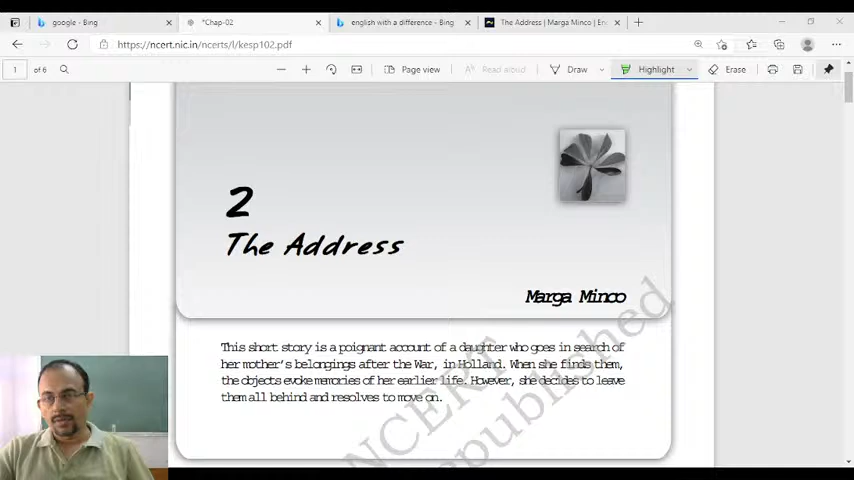 google - Bing
*Chap-02
english with a difference - Bing
The Address | Marga Minco | En
https://ncert.nic.in/ncerts/l/kesp102.pdf
1 of 6
Page view
Read aloud
Draw
Highlight
Erase
2
The Address
Marga Minco
This short story is a poignant account of a daughter who goes in search of
her mother's belongings after the War, in Holland. When she finds them,
the objects evoke memories of her earlier life. However, she decides to leave
them all behind and resolves to move on.
NCERT
republished